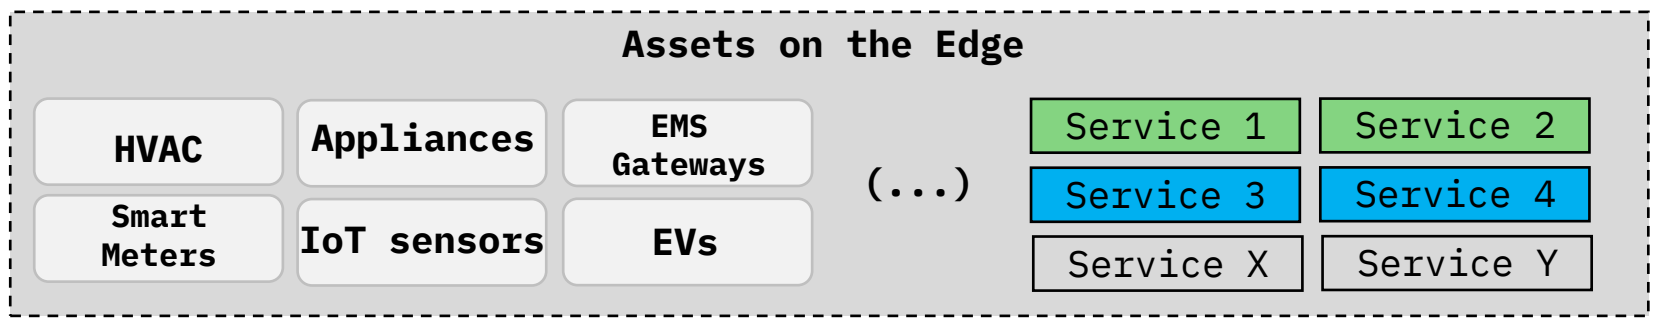 Assets on the Edge
HVAC
Appliances
EMS
Gateways
Smart
Meters
IoT sensors
EVs
(...)
Service 1
Service 2
Service 3
Service 4
Service X
Service Y